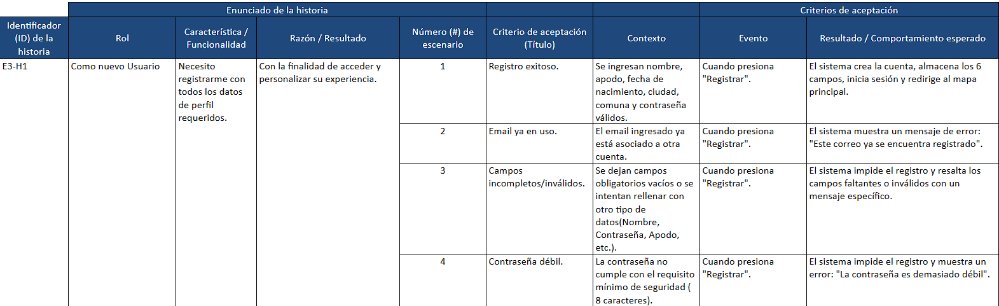 Enunciado de la historia
Criterios de aceptación
Identificador
(ID) de la
historia
Rol
Característica /
Funcionalidad
Razón / Resultado
Número (#) de
escenario
Criterio de aceptación
(Título)
Contexto
Evento
Resultado / Comportamiento esperado
E3-H1
Como nuevo Usuario
Necesito
registrarme con
todos los datos
de perfil
requeridos.
Con la finalidad de acceder y
personalizar su experiencia.
1
Registro exitoso.
Se ingresan nombre,
apodo, fecha de
nacimiento, ciudad,
comuna y contraseña
válidos.
Cuando presiona
"Registrar".
El sistema crea la cuenta, almacena los 6
campos, inicia sesión y redirige al mapa
principal.
2
Email ya en uso.
El email ingresado ya
está asociado a otra
cuenta.
Cuando presiona
"Registrar".
El sistema muestra un mensaje de error:
"Este correo ya se encuentra registrado".
3
Campos
incompletos/inválidos.
Se dejan campos
obligatorios vacíos o se
intentan rellenar con
otro tipo de
datos(Nombre,
Contraseña, Apodo,
etc.).
Cuando presiona
"Registrar".
El sistema impide el registro y resalta los
campos faltantes o inválidos con un
mensaje específico.
4
Contraseña débil.
La contraseña no
cumple con el requisito
mínimo de seguridad (
8 caracteres).
Cuando presiona
"Registrar".
El sistema impide el registro y muestra un
error: "La contraseña es demasiado débil".